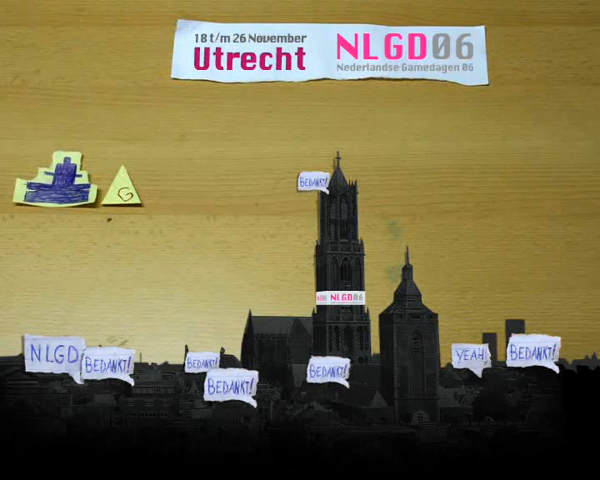 18 t/m 26 November
Utrecht
NLGD06
Nederlandse Gamedagen 06
BEDANKT!
G
NLGD06
NLGD
BEDANKT!
BEDANKT!
BEDANKT!
BEDANKT!
YEAH!
BEDANKT!